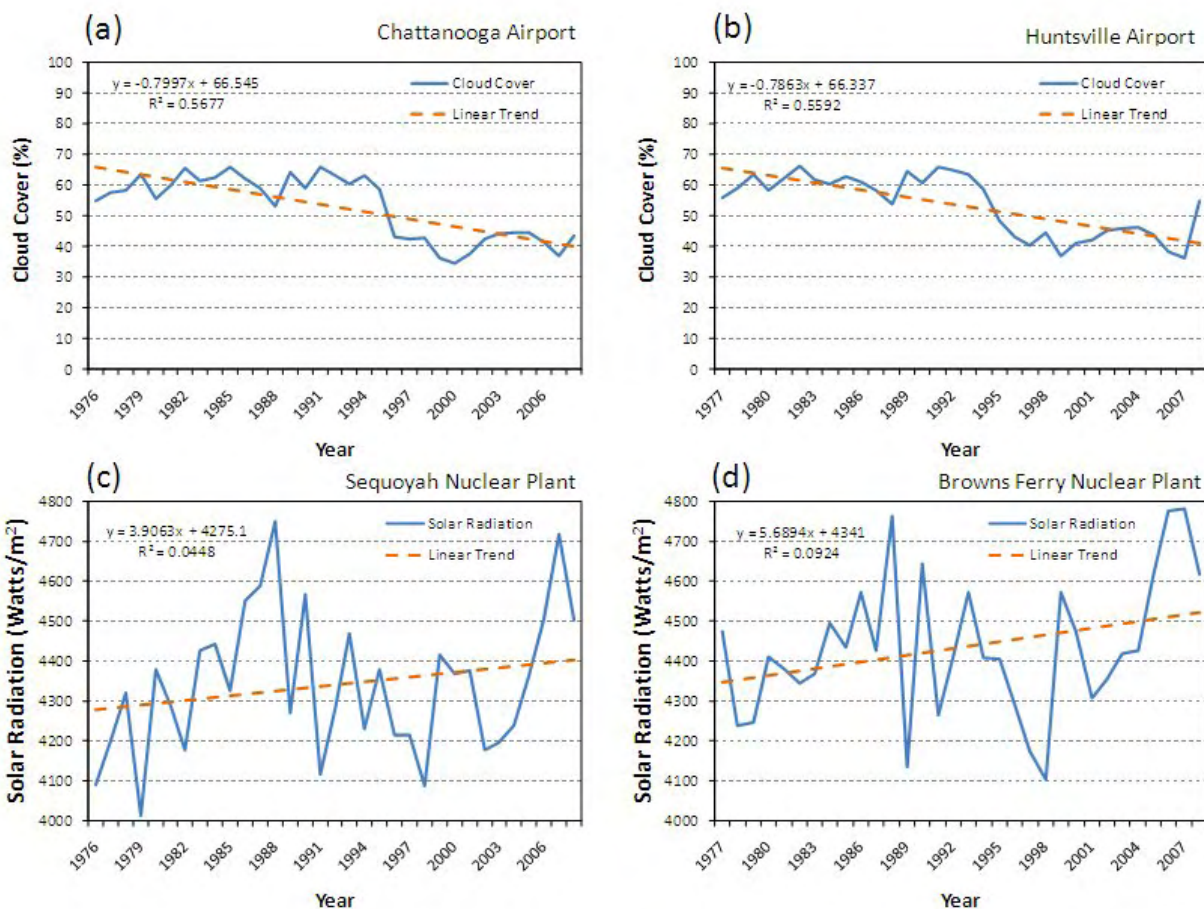 (a)
Chattanooga Airport
y = -0.7997x + 66.545
R² = 0.5677
Cloud Cover
Linear Trend
100
90
80
70
60
50
40
30
20
10
0
Cloud Cover (%)
1976
1979
1982
1985
1988
1991
1994
1997
2000
2003
2006
Year
(b)
Huntsville Airport
y = -0.7863x + 66.337
R² = 0.5592
Cloud Cover
Linear Trend
100
90
80
70
60
50
40
30
20
10
0
Cloud Cover (%)
1977
1980
1983
1986
1989
1992
1995
1998
2001
2004
2007
Year
(c)
Sequoyah Nuclear Plant
y = 3.9063x + 4275.1
R² = 0.0448
Solar Radiation
Linear Trend
4800
4700
4600
4500
4400
4300
4200
4100
4000
Solar Radiation (Watts/m²)
1976
1979
1982
1985
1988
1991
1994
1997
2000
2003
2006
Year
(d)
Browns Ferry Nuclear Plant
y = 5.6894x + 4341
R² = 0.0924
Solar Radiation
Linear Trend
4800
4700
4600
4500
4400
4300
4200
4100
4000
Solar Radiation (Watts/m²)
1977
1980
1983
1986
1989
1992
1995
1998
2001
2004
2007
Year